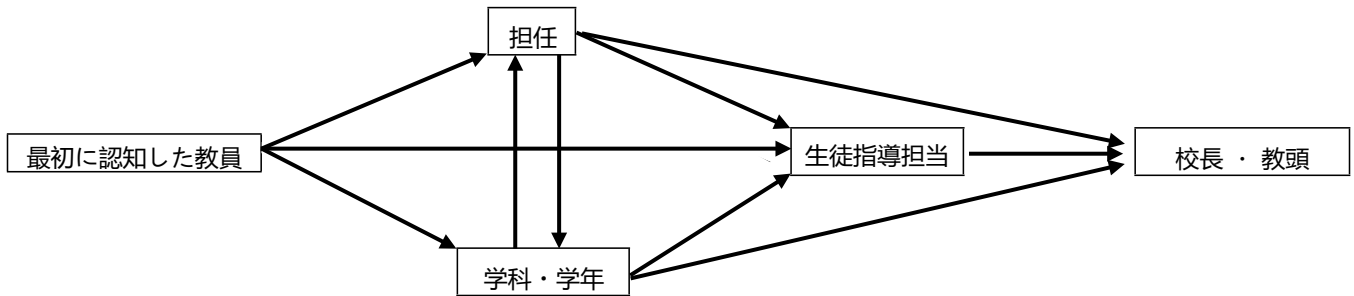 担任
最初に認知した教員
生徒指導担当
校長 ・ 教頭
学科・学年